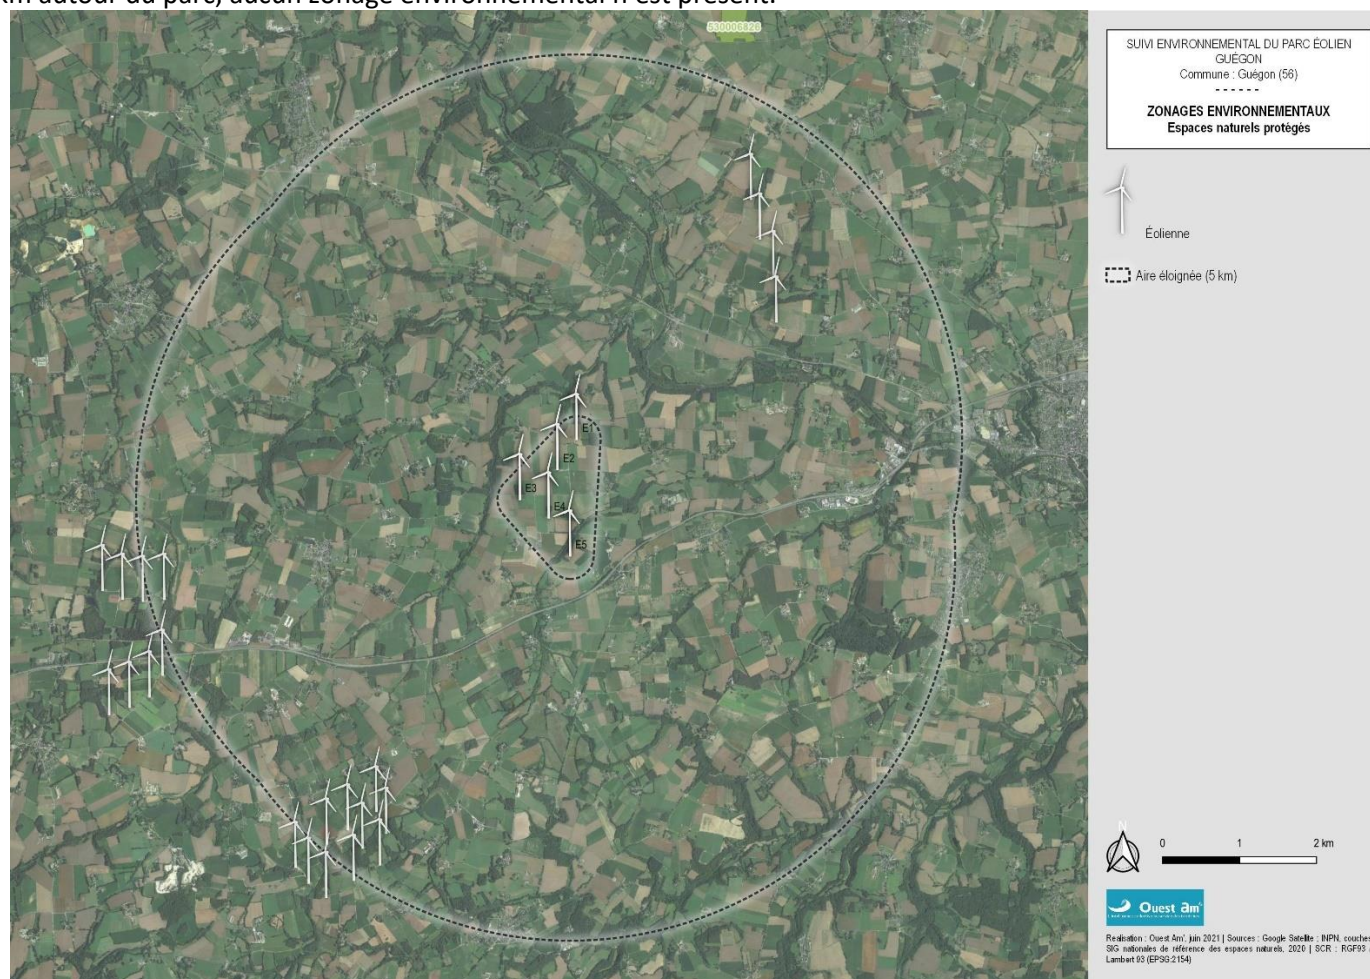 km autour du parc, aucun zonage environnemental n'est présent.
530006826
SUIVI ENVIRONNEMENTAL DU PARC ÉOLIEN
GUÉGON
Commune : Guégon (56)
------
ZONAGES ENVIRONNEMENTAUX
Espaces naturels protégés
Éolienne
Aire éloignée (5 km)
E1
E2
E3
E4
E5
N
0 1 2 km
Ouest am'
Realisation : Ouest Am', juin 2021 | Sources : Google Satellite ; INPN, couches
SIG nationales de référence des espaces naturels, 2020 | SCR : RGF93
Lambert 93 (EPSG:2154)